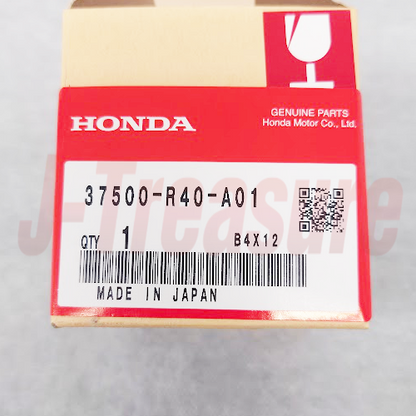 GENUINE PARTS
HONDA
Honda Motor Co., Ltd.
37500-R40-A01
QTY 1 B4X12
MADE IN JAPAN
J-Treasure